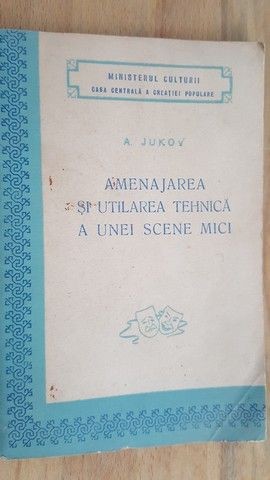 MINISTERUL CULTURII
CASA CENTRALĂ A CREAȚIEI POPULARE
A. JUKOV
AMENAJAREA
ȘI UTILAREA TEHNICĂ
A UNEI SCENE MICI